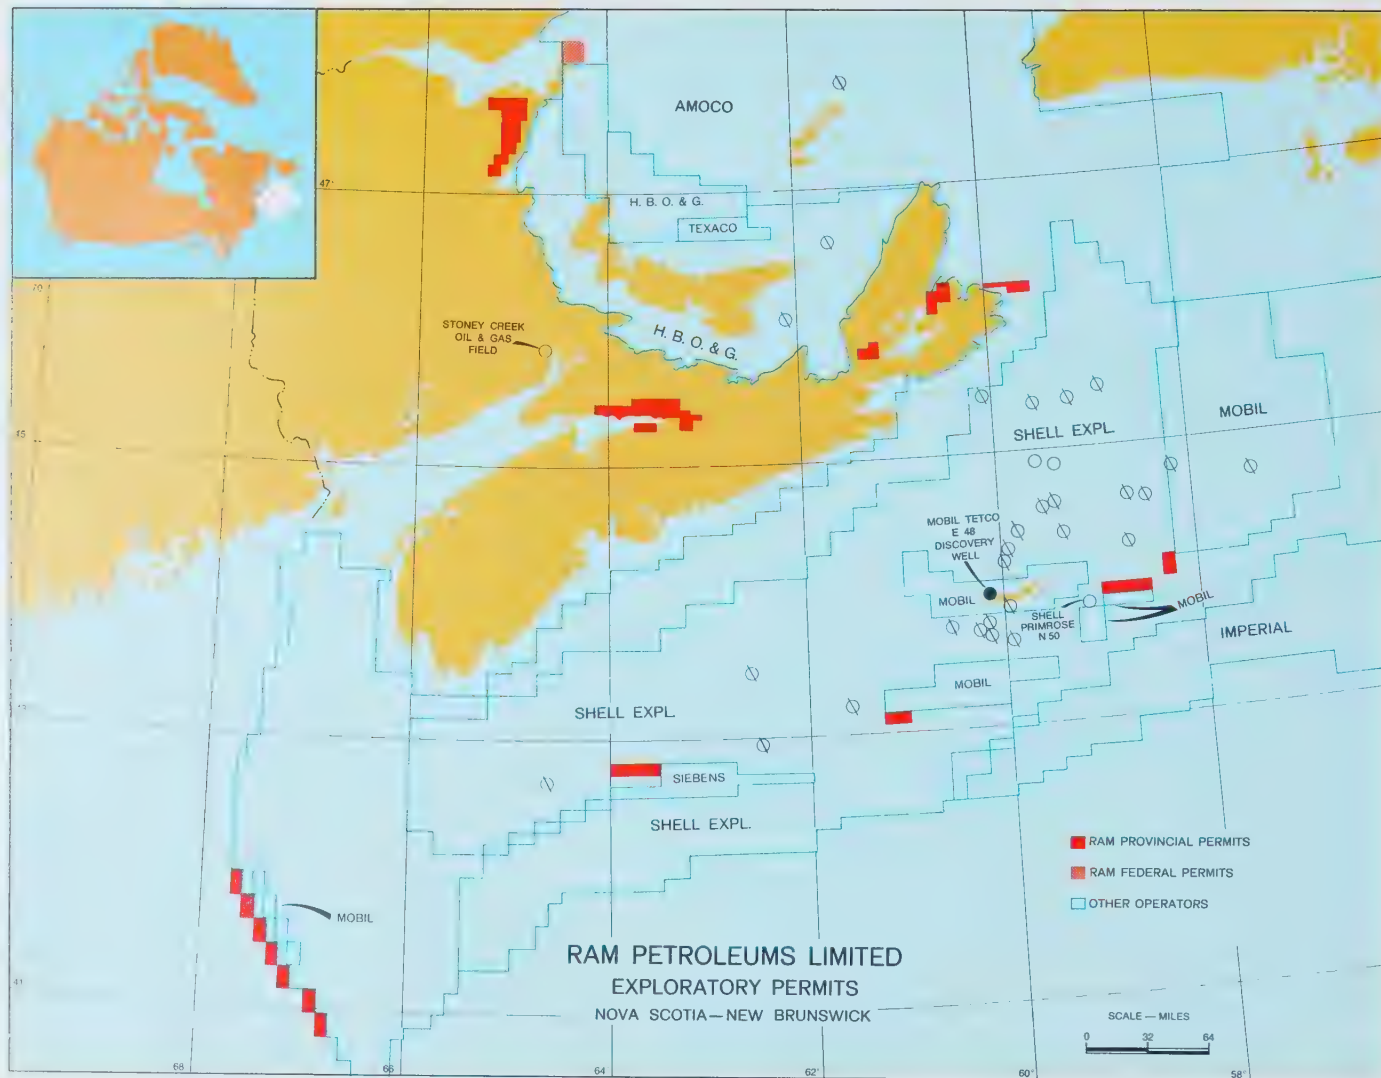 AMOCO
47°
H. B. O. & G.
TEXACO
70
STONEY CREEK
OIL & GAS
FIELD
H. B. O. & G.
MOBIL
45
SHELL EXPL.
MOBIL TETCO
E 48
DISCOVERY
WELL
MOBIL
SHELL
PRIMROSE
N 50
MOBIL
IMPERIAL
MOBIL
43
SHELL EXPL.
SIEBENS
SHELL EXPL.
RAM PROVINCIAL PERMITS
RAM FEDERAL PERMITS
OTHER OPERATORS
MOBIL
RAM PETROLEUMS LIMITED
EXPLORATORY PERMITS
NOVA SCOTIA—NEW BRUNSWICK
41
SCALE — MILES
0 32 64
68 66 64 62° 60° 58°